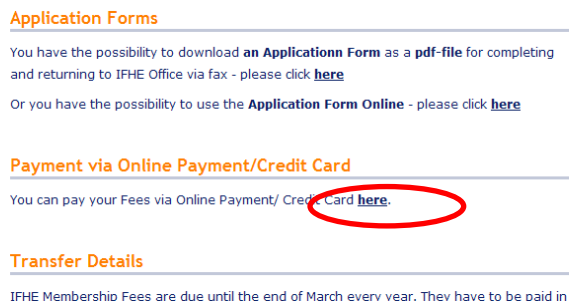 Application Forms
You have the possibility to download an Applicationn Form as a pdf-file for completing
and returning to IFHE Office via fax - please click here
Or you have the possibility to use the Application Form Online - please click here
Payment via Online Payment/Credit Card
You can pay your Fees via Online Payment/ Credit Card here.
Transfer Details
IFHE Membership Fees are due until the end of March every year. They have to be paid in